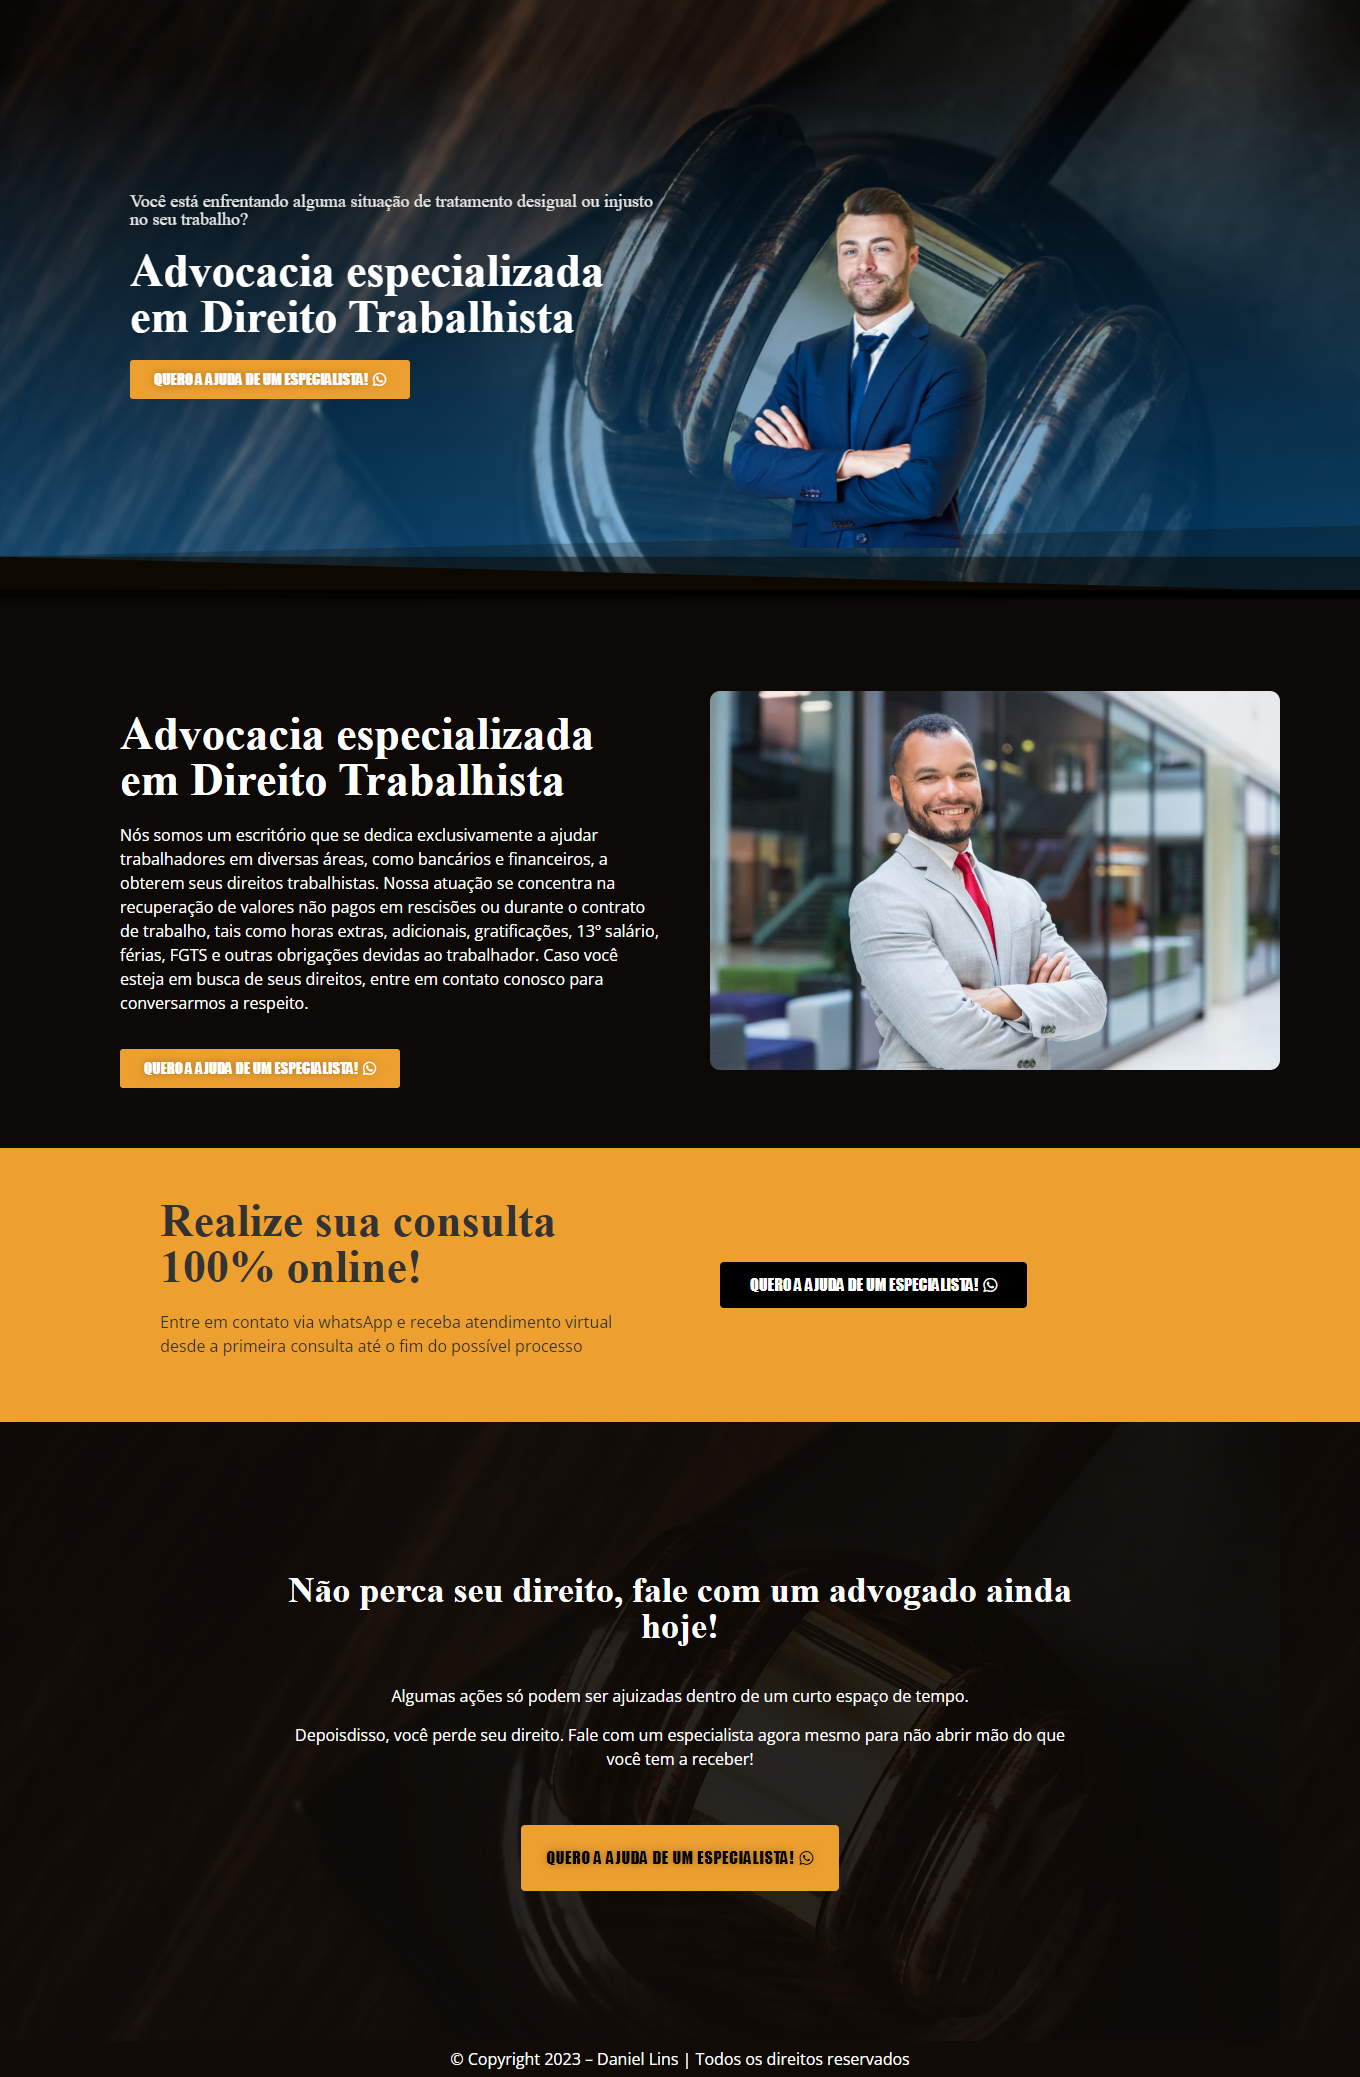 Você está enfrentando alguma situação de tratamento desigual ou injusto
no seu trabalho?
Advocacia especializada
em Direito Trabalhista
QUERO A AJUDA DE UM ESPECIALISTA!
Advocacia especializada
em Direito Trabalhista
Nós somos um escritório que se dedica exclusivamente a ajudar
trabalhadores em diversas áreas, como bancários e financeiros, a
obterem seus direitos trabalhistas. Nossa atuação se concentra na
recuperação de valores não pagos em rescisões ou durante o contrato
de trabalho, tais como horas extras, adicionais, gratificações, 13º salário,
férias, FGTS e outras obrigações devidas ao trabalhador. Caso você
esteja em busca de seus direitos, entre em contato conosco para
conversarmos a respeito.
QUERO A AJUDA DE UM ESPECIALISTA!
Realize sua consulta
100% online!
Entre em contato via whatsApp e receba atendimento virtual
desde a primeira consulta até o fim do possível processo
QUERO A AJUDA DE UM ESPECIALISTA!
Não perca seu direito, fale com um advogado ainda
hoje!
Algumas ações só podem ser ajuizadas dentro de um curto espaço de tempo.
Depoisdisso, você perde seu direito. Fale com um especialista agora mesmo para não abrir mão do que
você tem a receber!
QUERO A AJUDA DE UM ESPECIALISTA!
© Copyright 2023 – Daniel Lins | Todos os direitos reservados